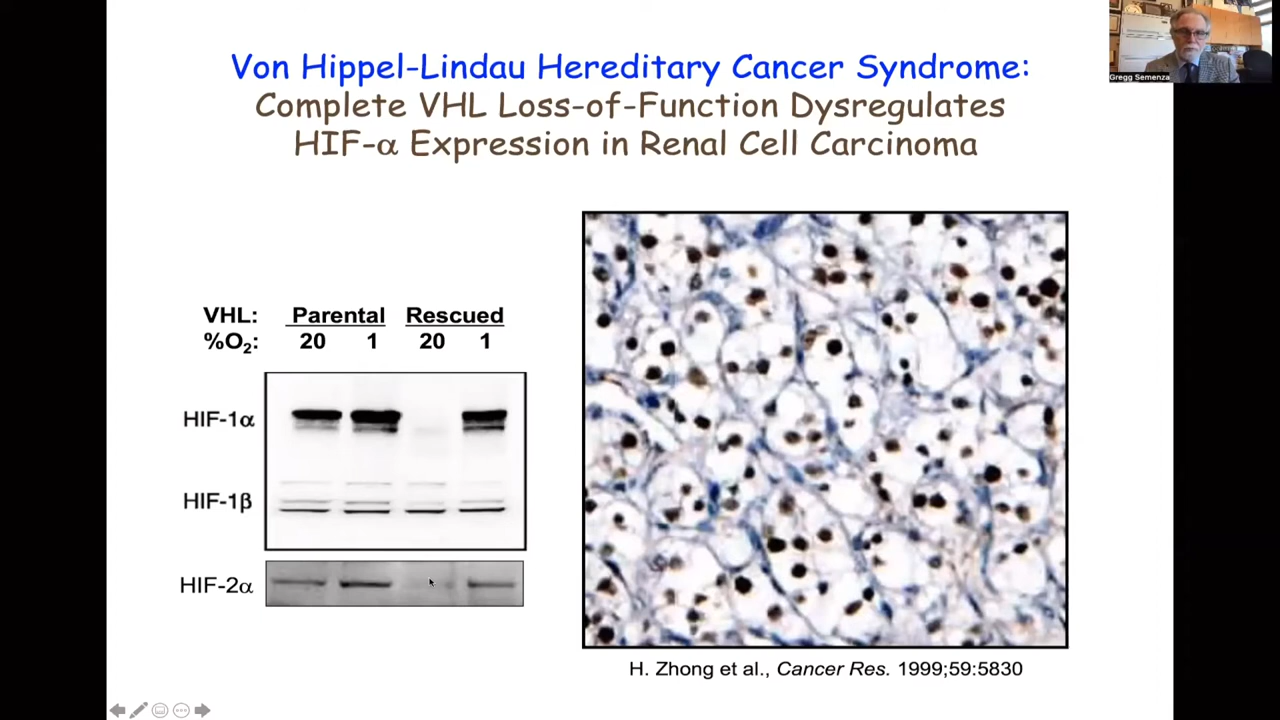 Von Hippel-Lindau Hereditary Cancer Syndrome:
Complete VHL Loss-of-Function Dysregulates
HIF-α Expression in Renal Cell Carcinoma
Gregg Semenza
VHL: Parental Rescued
%O₂: 20 1 20 1
HIF-1α
HIF-1β
HIF-2α
H. Zhong et al., Cancer Res. 1999;59:5830